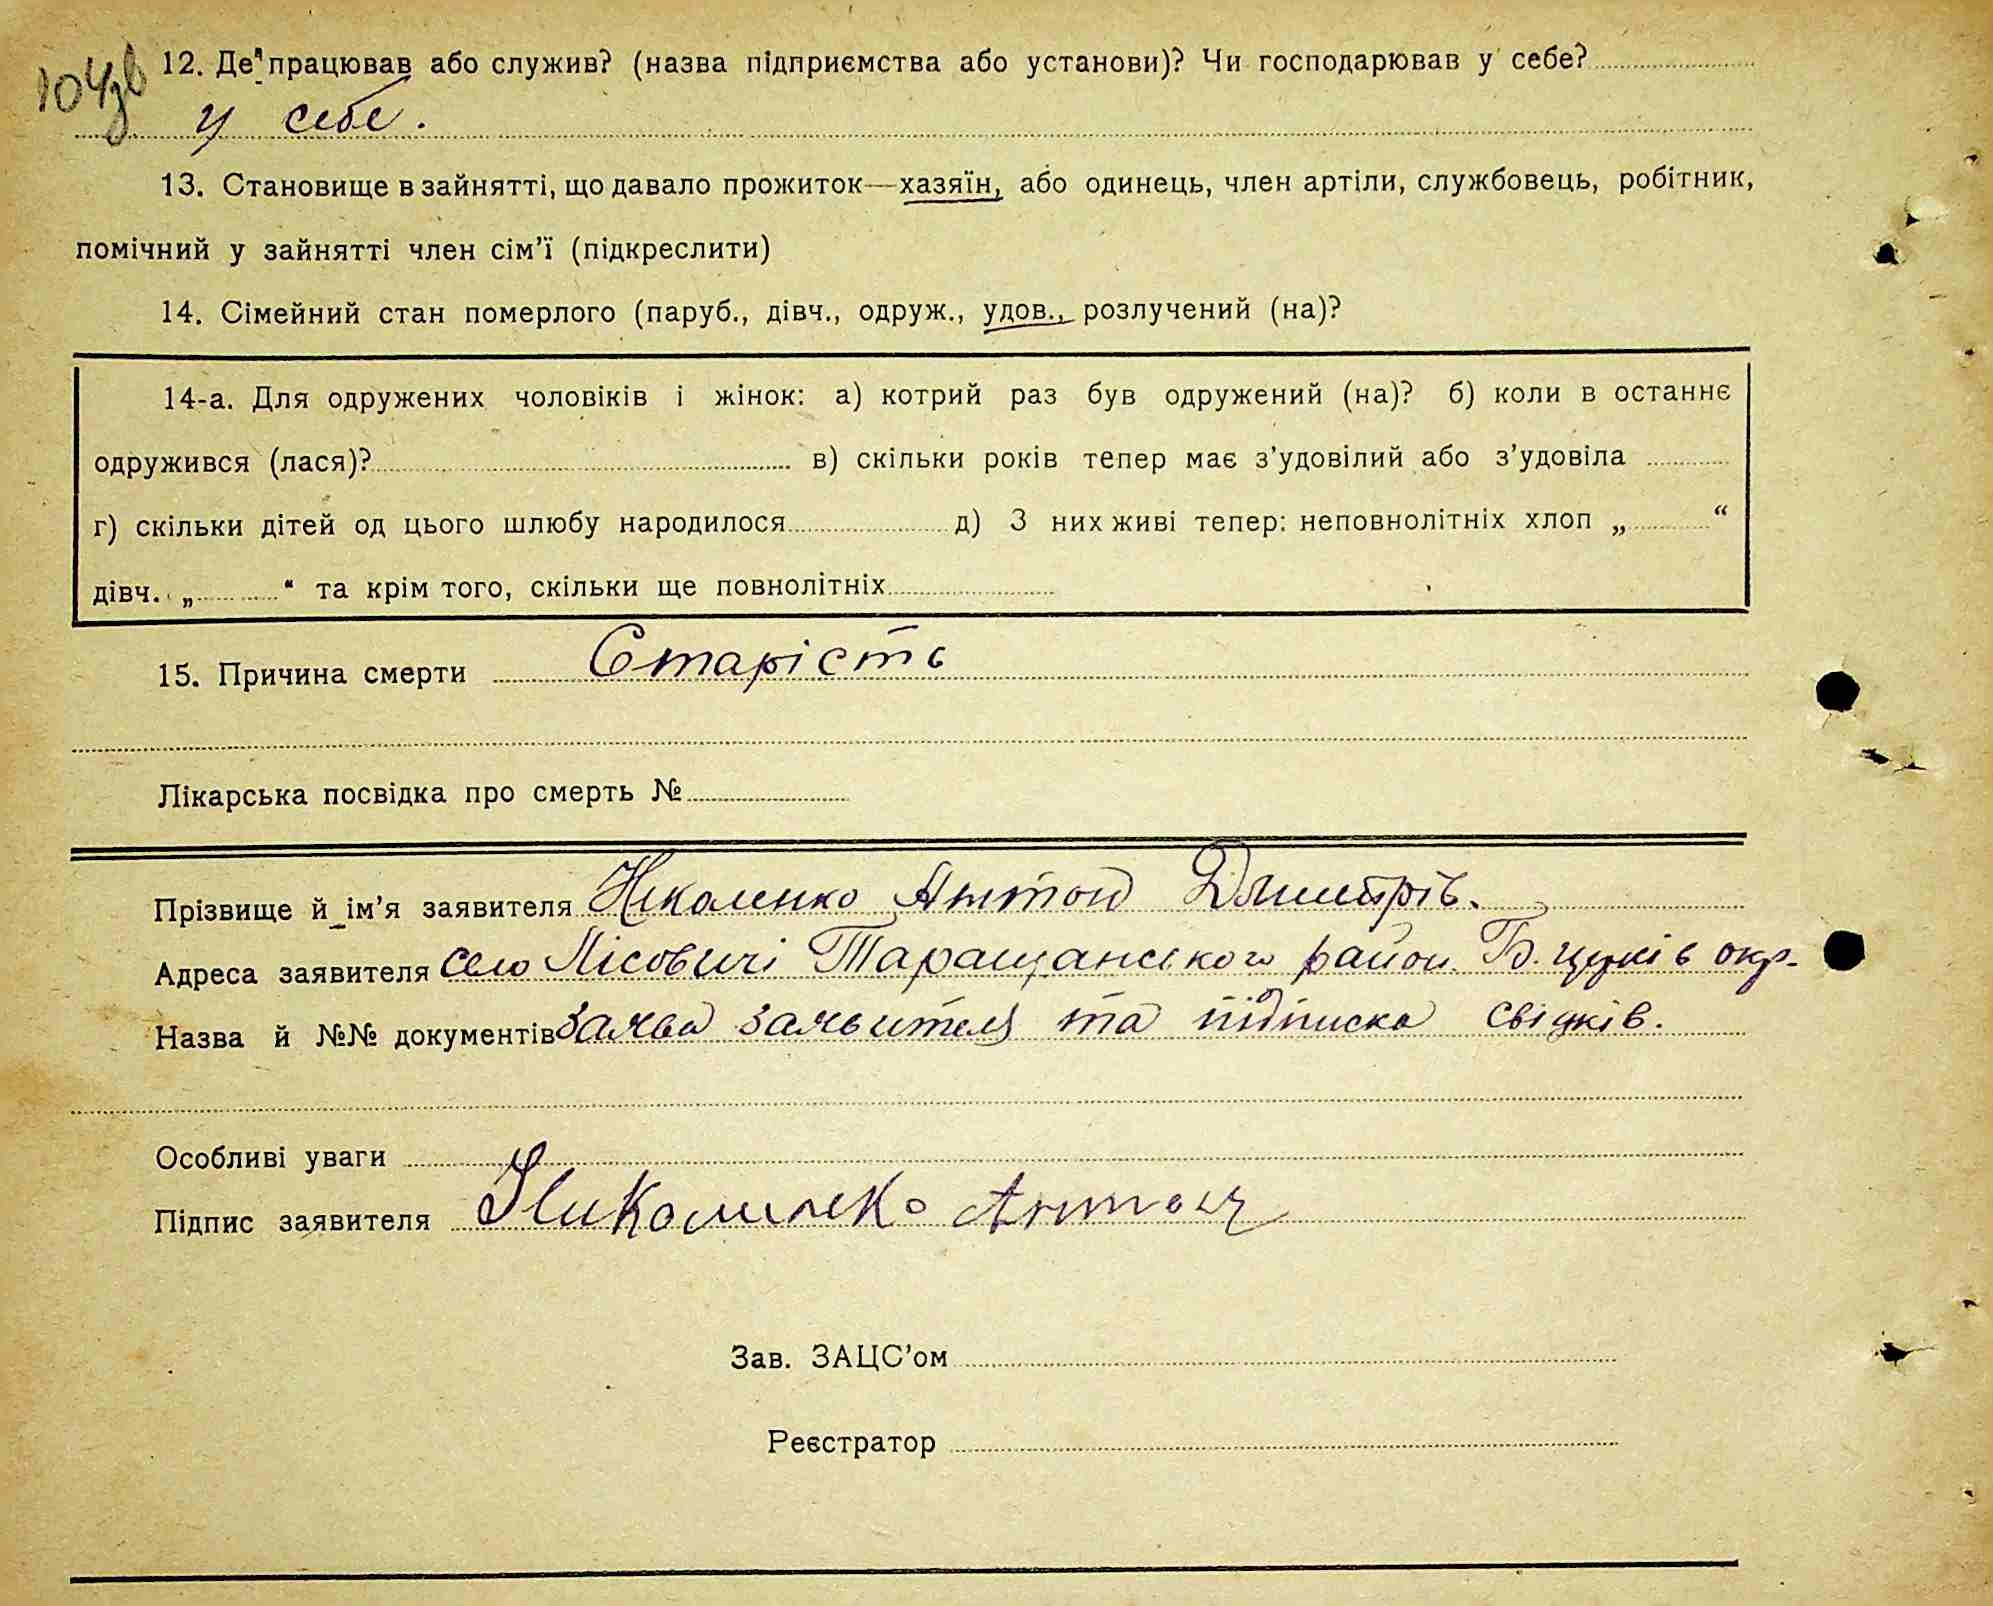 104зв
12. Де працював або служив? (назва підприємства або установи)? Чи господарював у себе?
у себе.
13. Становище в зайнятті, що давало прожиток—хазяїн, або одинець, член артіли, службовець, робітник,
помічний у зайнятті член сім’ї (підкреслити)
14. Сімейний стан померлого (паруб., дівч., одруж., удов., розлучений (на)?
14-а. Для одружених чоловіків і жінок: а) котрий раз був одружений (на)? б) коли в останнє
одружився (лася)? в) скільки років тепер має з’удовілий або з’удовіла
г) скільки дітей од цього шлюбу народилося д) З них живі тепер: неповнолітніх хлоп „ “
дівч. „ “ та крім того, скільки ще повнолітніх
15. Причина смерти Старість
Лікарська посвідка про смерть №
Прізвище й ім’я заявителя Ніколенко Антон Дмитрів.
Адреса заявителя село Лісовичі Таращанського район. Б. Церків окр.
Назва й №№ документів заява заявителя та підписка свідків.
Особливі уваги
Підпис заявителя Николенко Антон
Зав. ЗАЦС’ом
Реєстратор